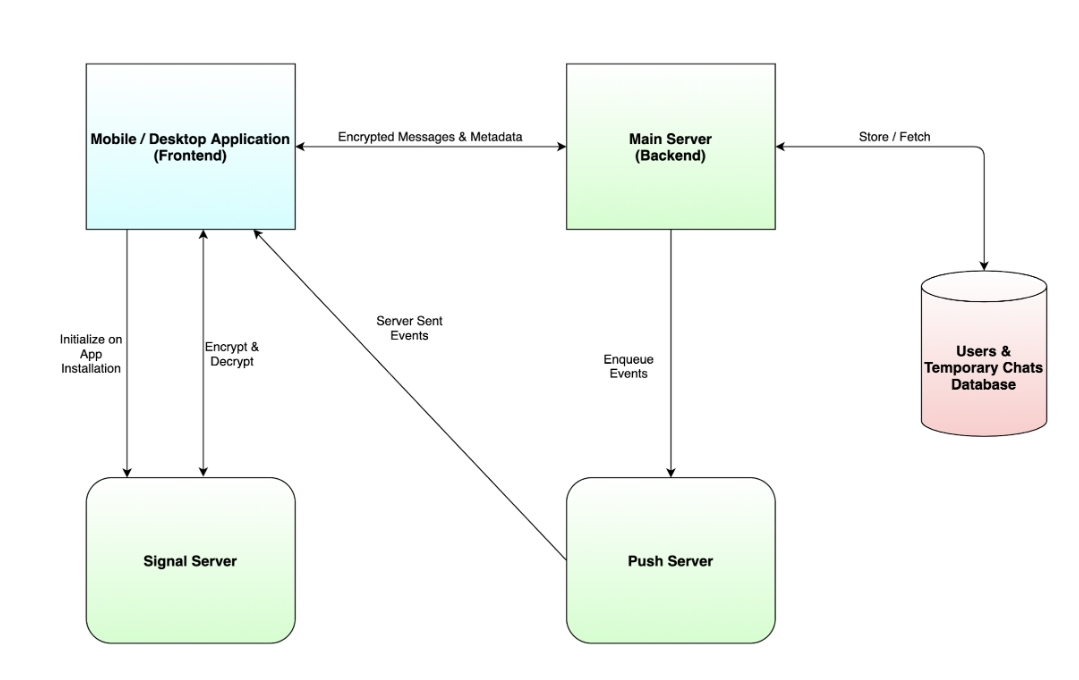 Mobile / Desktop Application
(Frontend)
Encrypted Messages & Metadata
Main Server
(Backend)
Store / Fetch
Initialize on
App
Installation
Encrypt &
Decrypt
Server Sent
Events
Enqueue
Events
Users &
Temporary Chats
Database
Signal Server
Push Server